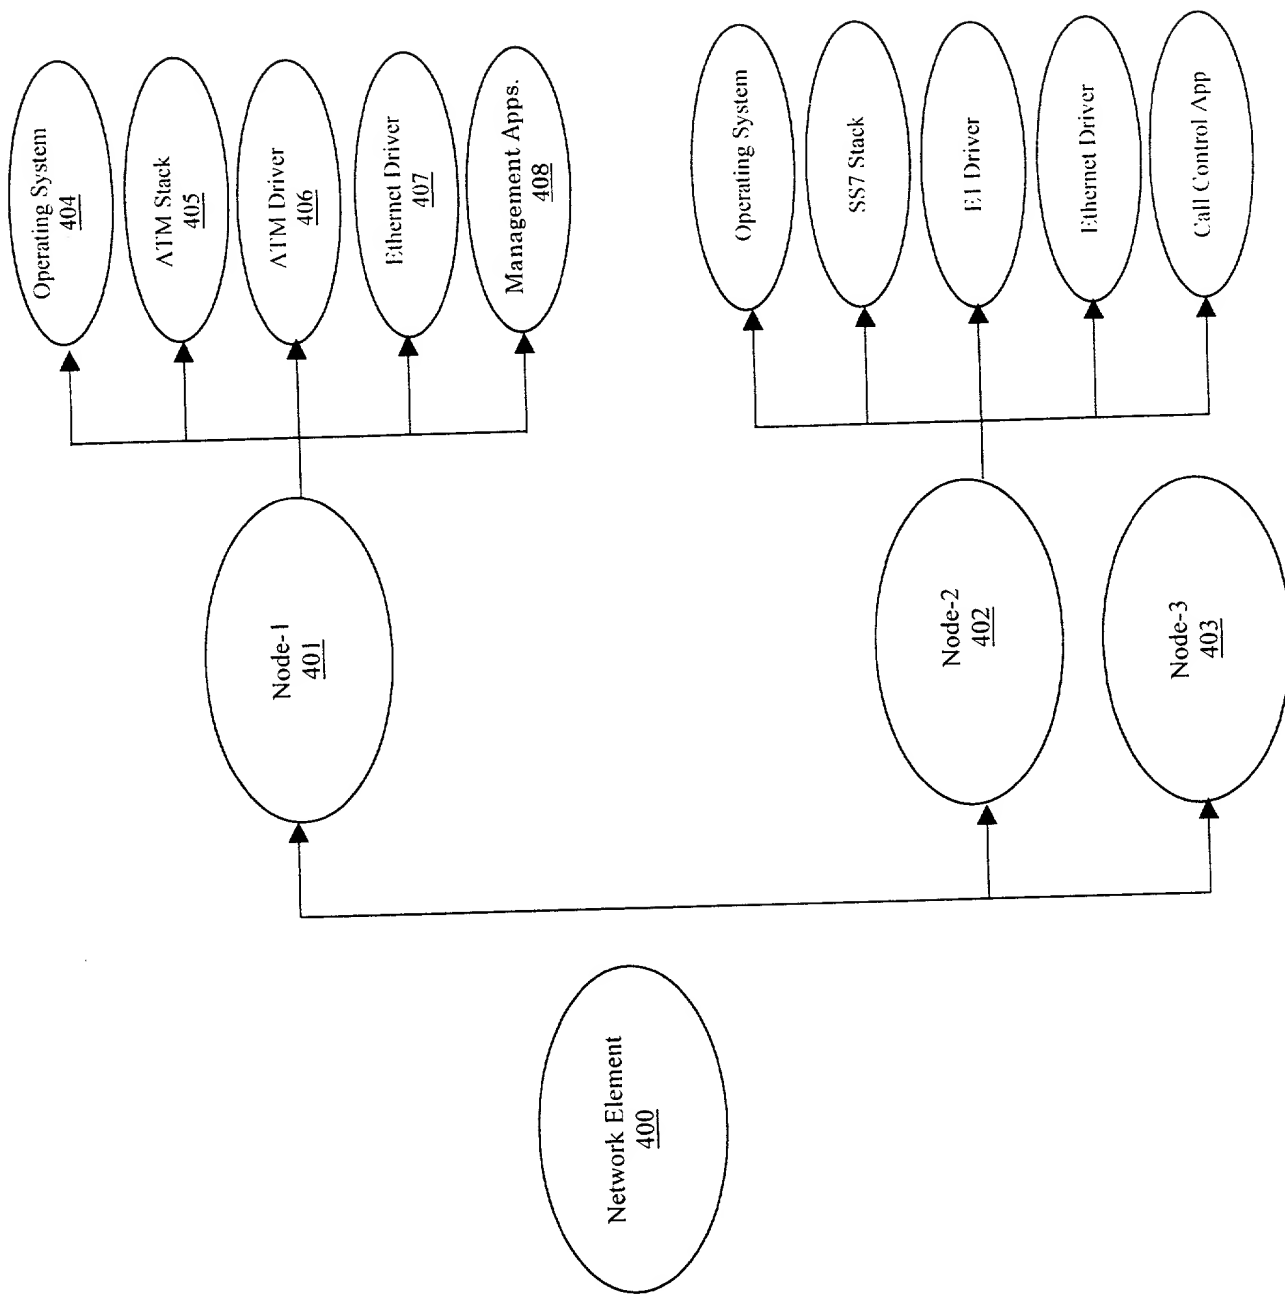 Network Element
400
Node-1
401
Node-2
402
Node-3
403
Operating System
404
ATM Stack
405
ATM Driver
406
Ethernet Driver
407
Management Apps.
408
Operating System
SS7 Stack
E1 Driver
Ethernet Driver
Call Control App